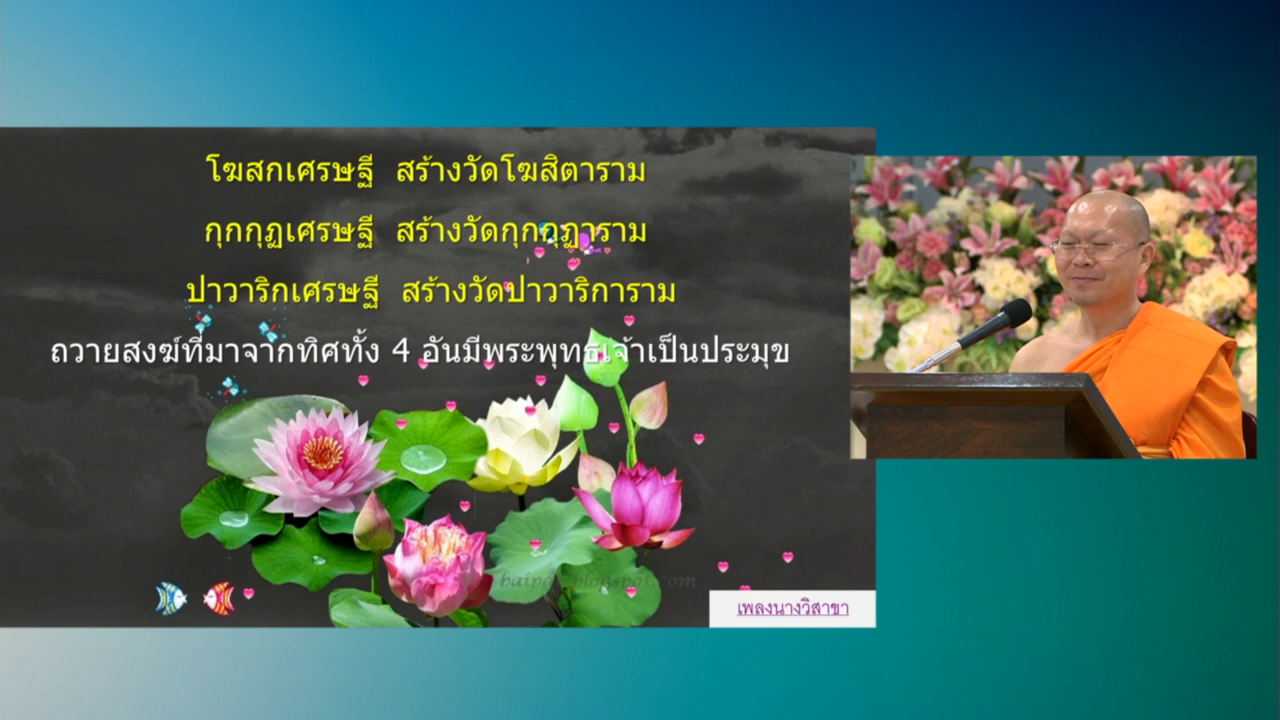 โฆสกเศรษฐี สร้างวัดโฆสิตาราม
กุกกุฏเศรษฐี สร้างวัดกุกกุฏาราม
ปาวาริกเศรษฐี สร้างวัดปาวาริการาม
ถวายสงฆ์ที่มาจากทิศทั้ง 4 อันมีพระพุทธเจ้าเป็นประมุข
เพลงนางวิสาขา